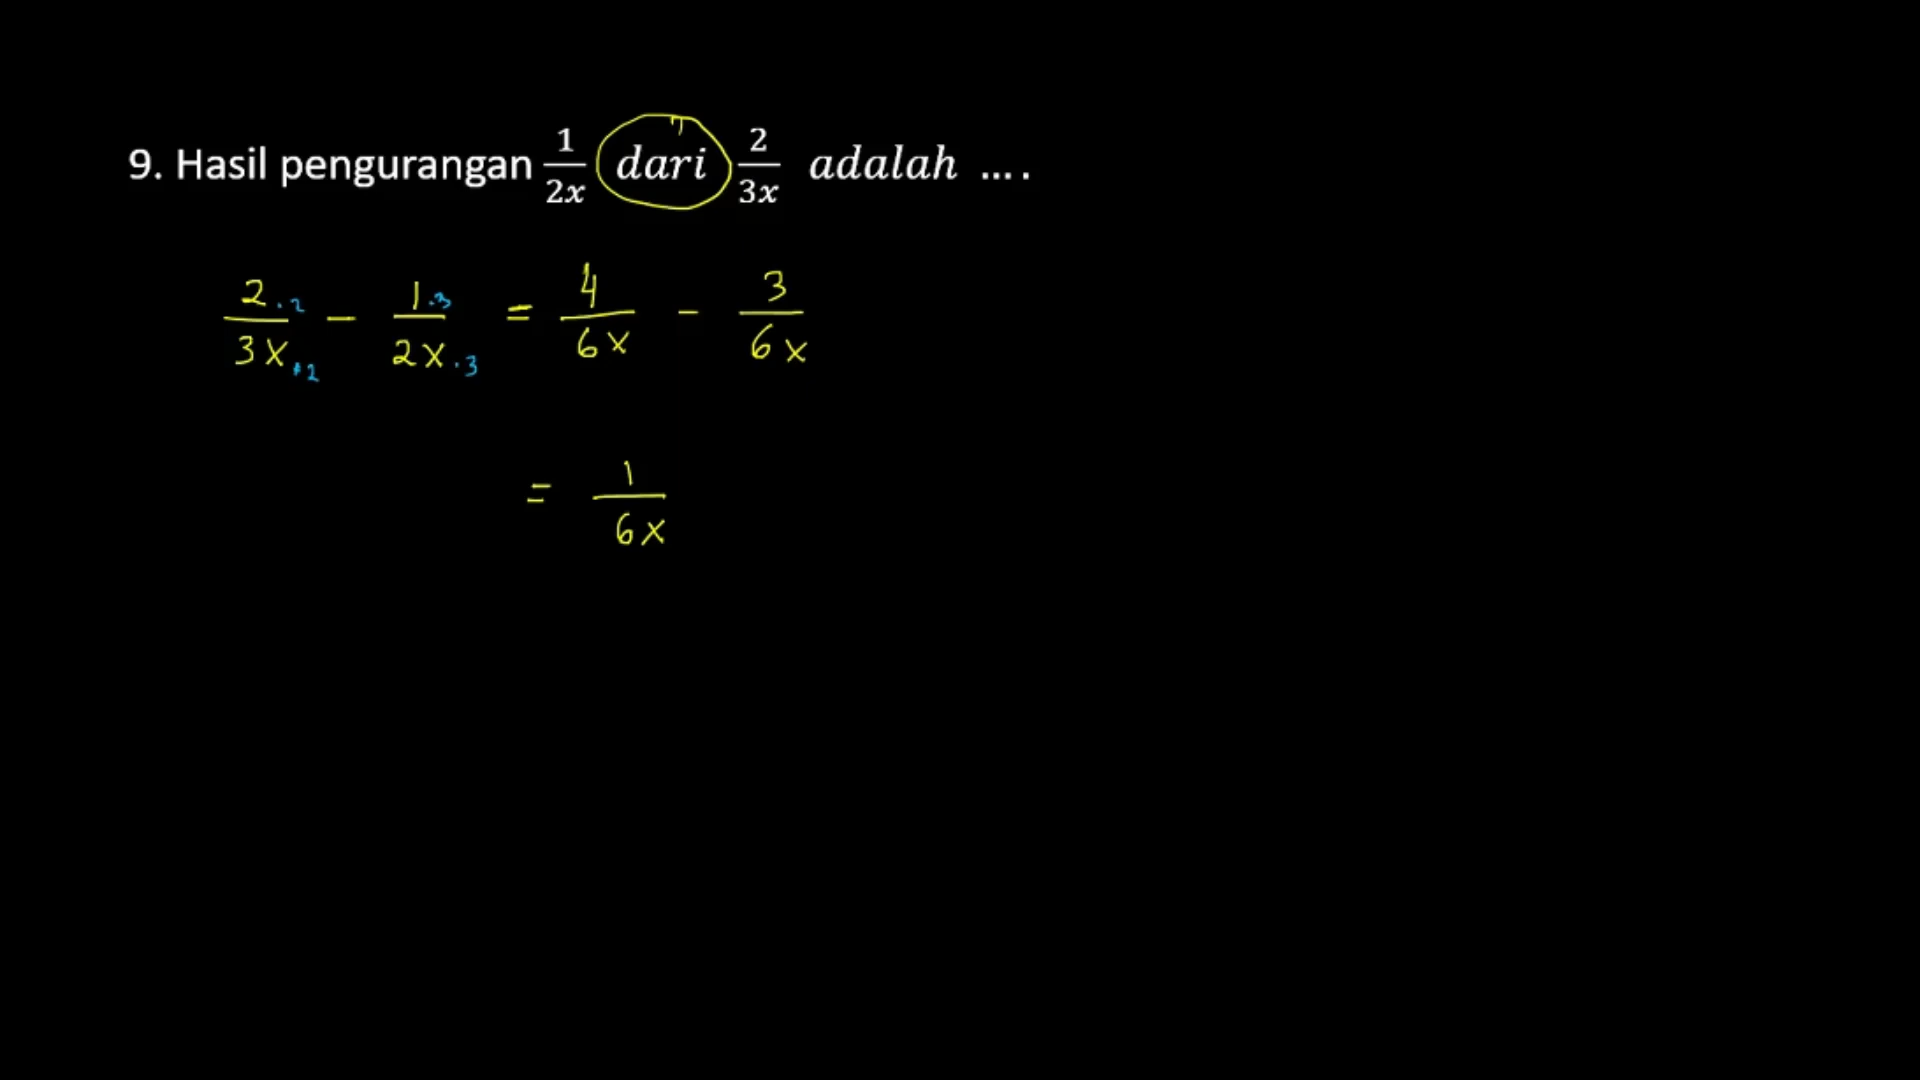 9. Hasil pengurangan 1/2x dari 2/3x adalah ....
2·2/3x·2 − 1·3/2x·3 = 4/6x − 3/6x
= 1/6x